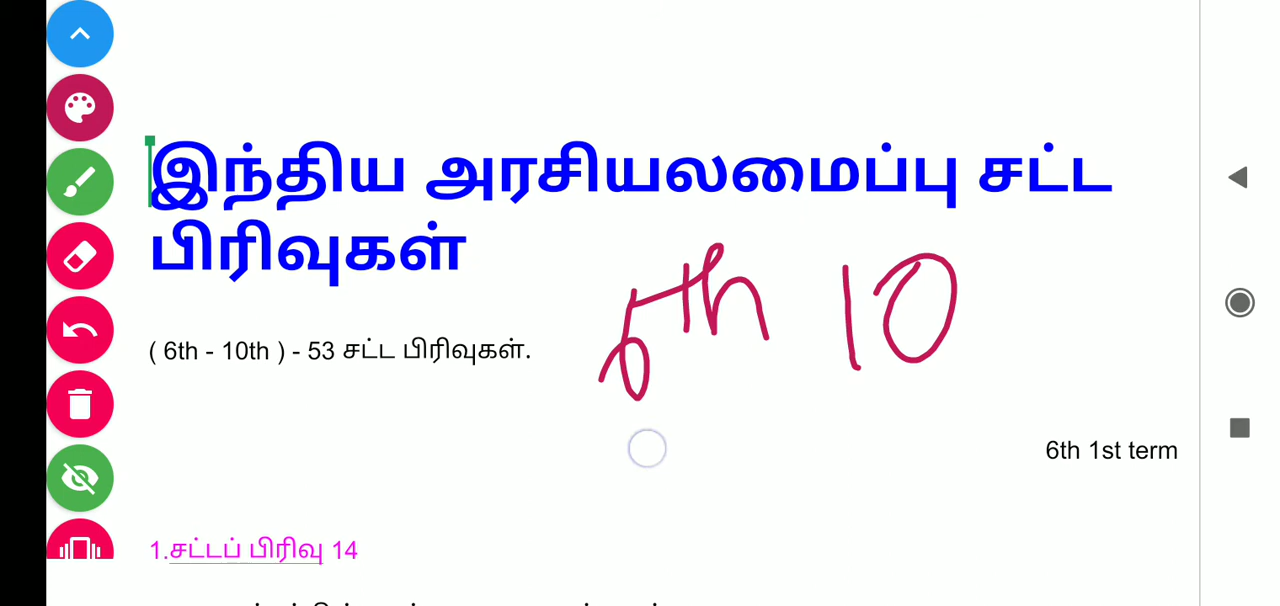 இந்திய அரசியலமைப்பு சட்ட
பிரிவுகள்
6th 10
( 6th - 10th ) - 53 சட்ட பிரிவுகள்.
6th 1st term
1.சட்டப் பிரிவு 14